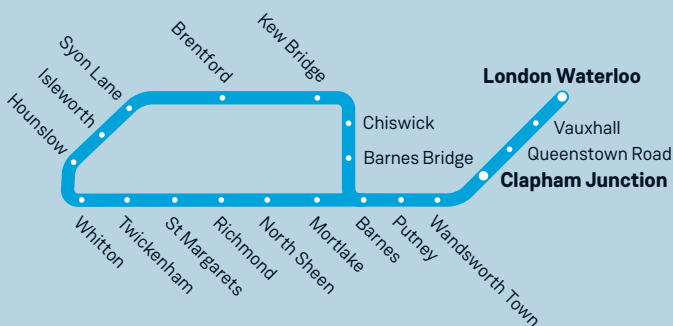 Kew Bridge
Brentford
Syon Lane
Isleworth
Hounslow
London Waterloo
Vauxhall
Queenstown Road
Clapham Junction
Chiswick
Barnes Bridge
Whitton
Twickenham
St Margarets
Richmond
North Sheen
Mortlake
Barnes
Putney
Wandsworth Town